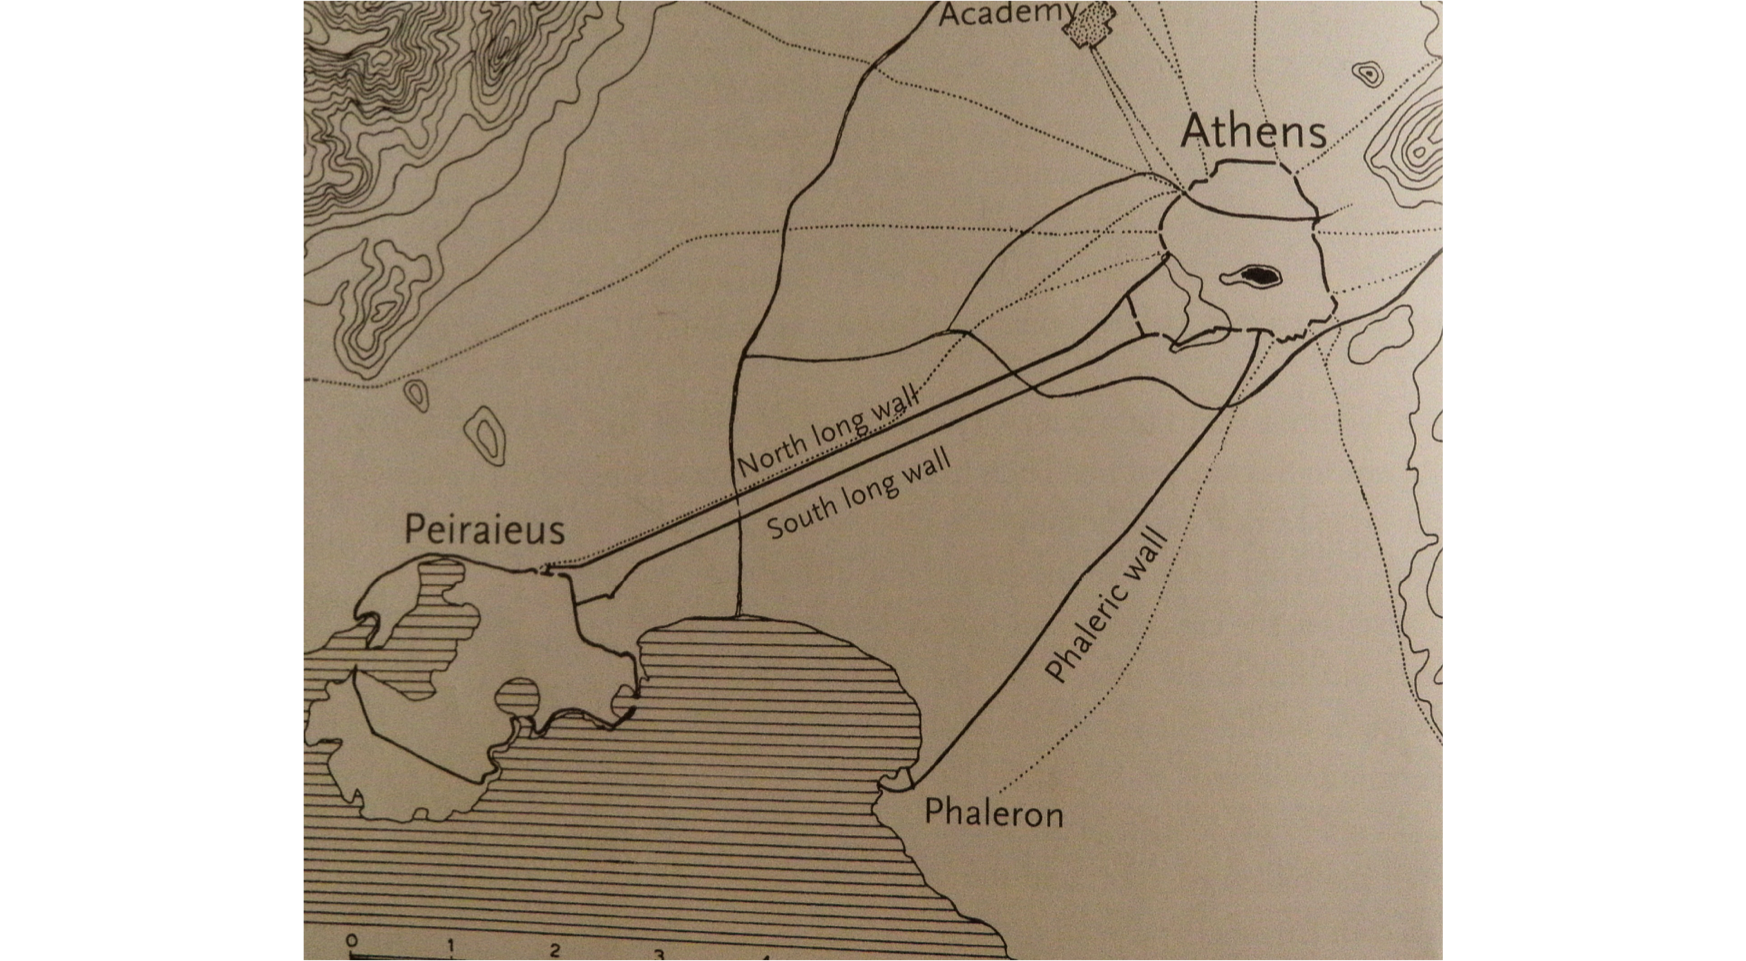 Academy
Athens
North long wall
South long wall
Peiraieus
Phaleric wall
Phaleron
0 1 2 3